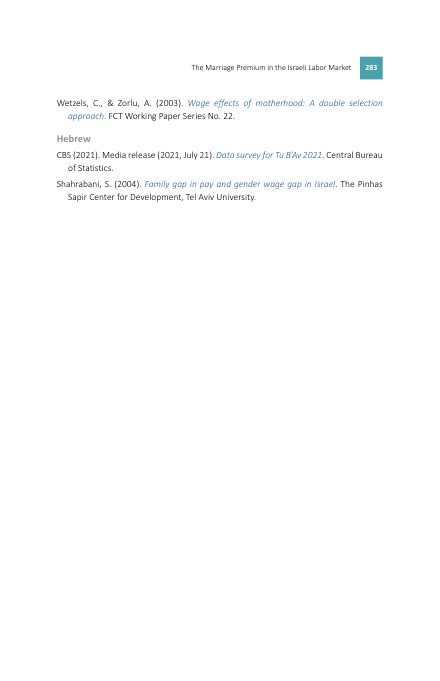 The Marriage Premium in the Israeli Labor Market 283
Wetzels, C., & Zorlu, A. (2003). Wage effects of motherhood: A double selection
approach. FCT Working Paper Series No. 22.
Hebrew
CBS (2021). Media release (2021, July 21). Data survey for Tu B'Av 2021. Central Bureau
of Statistics.
Shahrabani, S. (2004). Family gap in pay and gender wage gap in Israel. The Pinhas
Sapir Center for Development, Tel Aviv University.